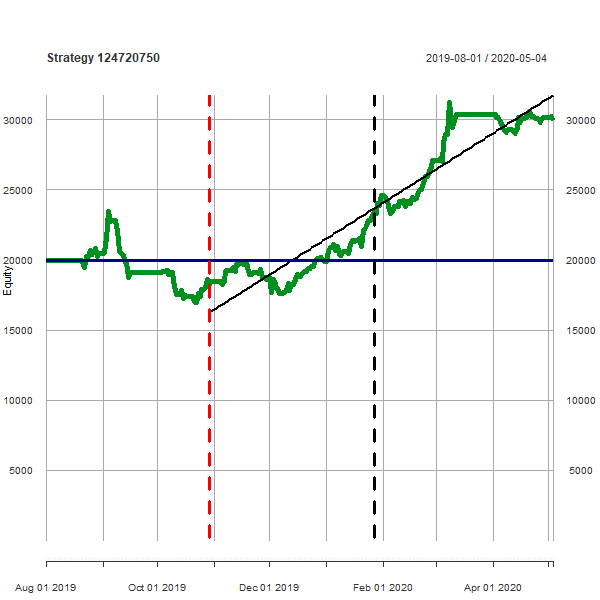 Strategy 124720750
2019-08-01 / 2020-05-04
30000
30000
25000
25000
20000
20000
Equity
15000
15000
10000
10000
5000
5000
Aug 01 2019
Oct 01 2019
Dec 01 2019
Feb 01 2020
Apr 01 2020